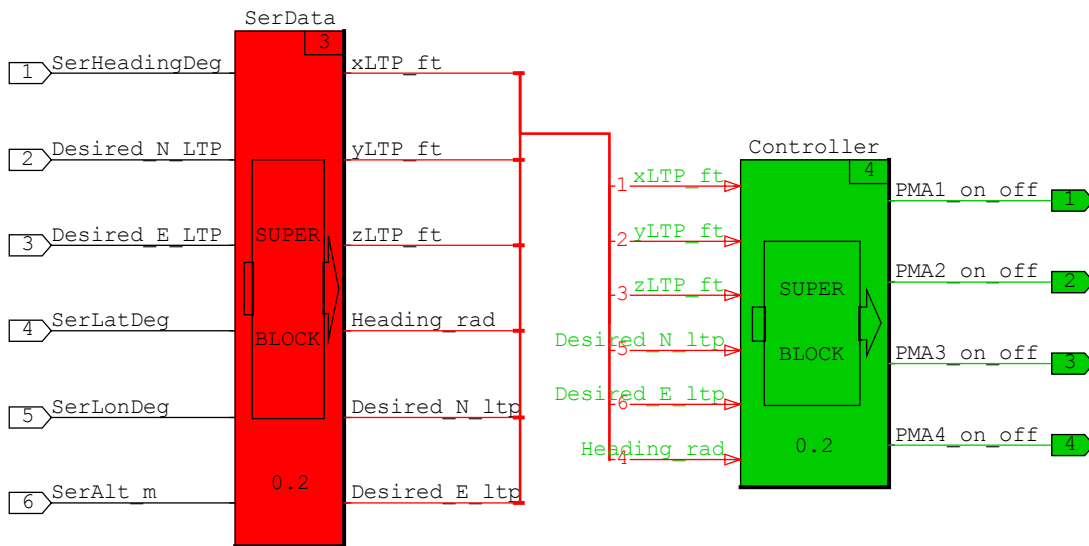 SerData
3
1
SerHeadingDeg
xLTP_ft
2
Desired_N_LTP
yLTP_ft
3
Desired_E_LTP
zLTP_ft
4
SerLatDeg
Heading_rad
5
SerLonDeg
Desired_N_ltp
6
SerAlt_m
Desired_E_ltp
SUPER
BLOCK
0.2
Controller
4
1
xLTP_ft
2
yLTP_ft
3
zLTP_ft
5
Desired_N_ltp
6
Desired_E_ltp
4
Heading_rad
SUPER
BLOCK
0.2
PMA1_on_off
1
PMA2_on_off
2
PMA3_on_off
3
PMA4_on_off
4